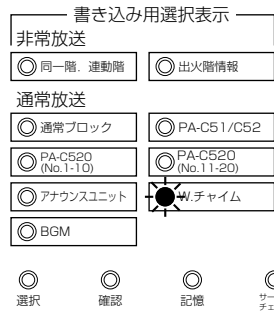 書き込み用選択表示
非常放送
同一階．連動階
出火階情報
通常放送
通常ブロック
PA-C51/C52
PA-C520
(No.1-10)
PA-C520
(No.11-20)
アナウンスユニット
W.チャイム
BGM
選択
確認
記憶